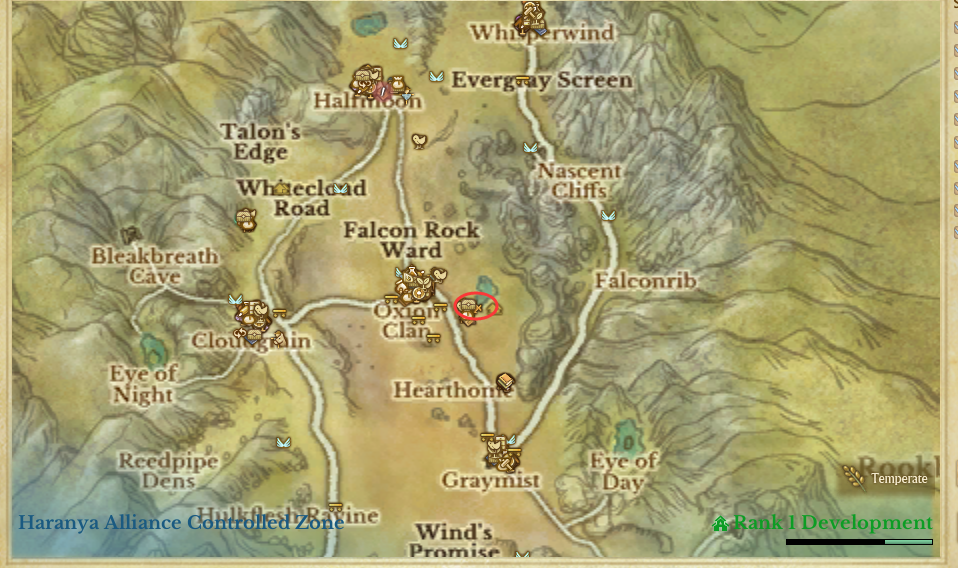 Whisperwind
Evergray Screen
Halfmoon
Talon's
Edge
Nascent
Cliffs
Whitecloud
Road
Falcon Rock
Ward
Bleakbreath
Cave
Falconrib
Oxion
Clan
Cloudgrain
Eye of
Night
Hearthome
Reedpipe
Dens
Graymist
Eye of
Day
Temperate
Hulkflesh Ravine
Haranya Alliance Controlled Zone
Rank 1 Development
Wind's
Promise